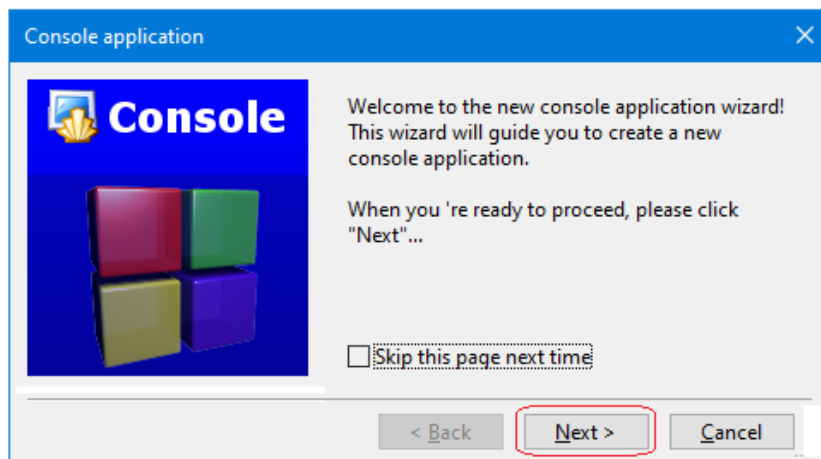 Console application
Console
Welcome to the new console application wizard!
This wizard will guide you to create a new
console application.
When you 're ready to proceed, please click
"Next"...
Skip this page next time
< Back
Next >
Cancel